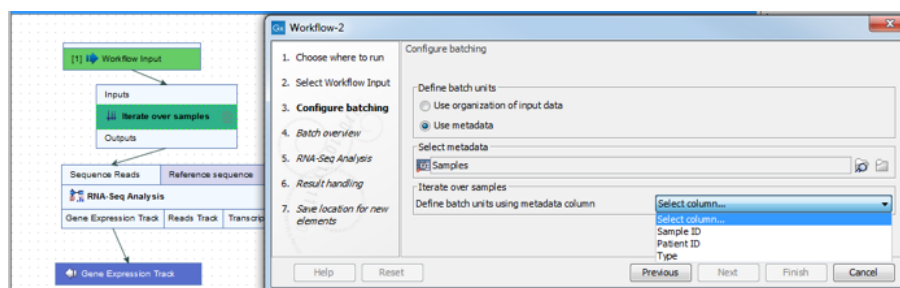 [1] Workflow Input
Inputs
Iterate over samples
Outputs
Sequence Reads
Reference sequence
RNA-Seq Analysis
Gene Expression Track
Reads Track
Transcrip
Gene Expression Track
Workflow-2
1. Choose where to run
2. Select Workflow Input
3. Configure batching
4. Batch overview
5. RNA-Seq Analysis
6. Result handling
7. Save location for new
elements
Configure batching
Define batch units
Use organization of input data
Use metadata
Select metadata
Samples
Iterate over samples
Define batch units using metadata column
Select column...
Select column...
Sample ID
Patient ID
Type
Help
Reset
Previous
Next
Finish
Cancel